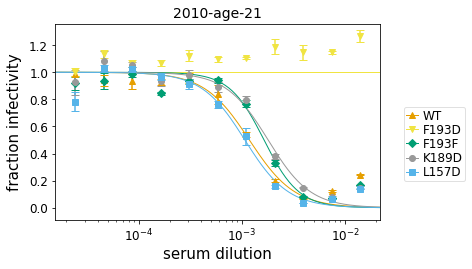 2010-age-21
fraction infectivity
1.2
1.0
0.8
0.6
0.4
0.2
0.0
10⁻⁴
10⁻³
10⁻²
serum dilution
WT
F193D
F193F
K189D
L157D